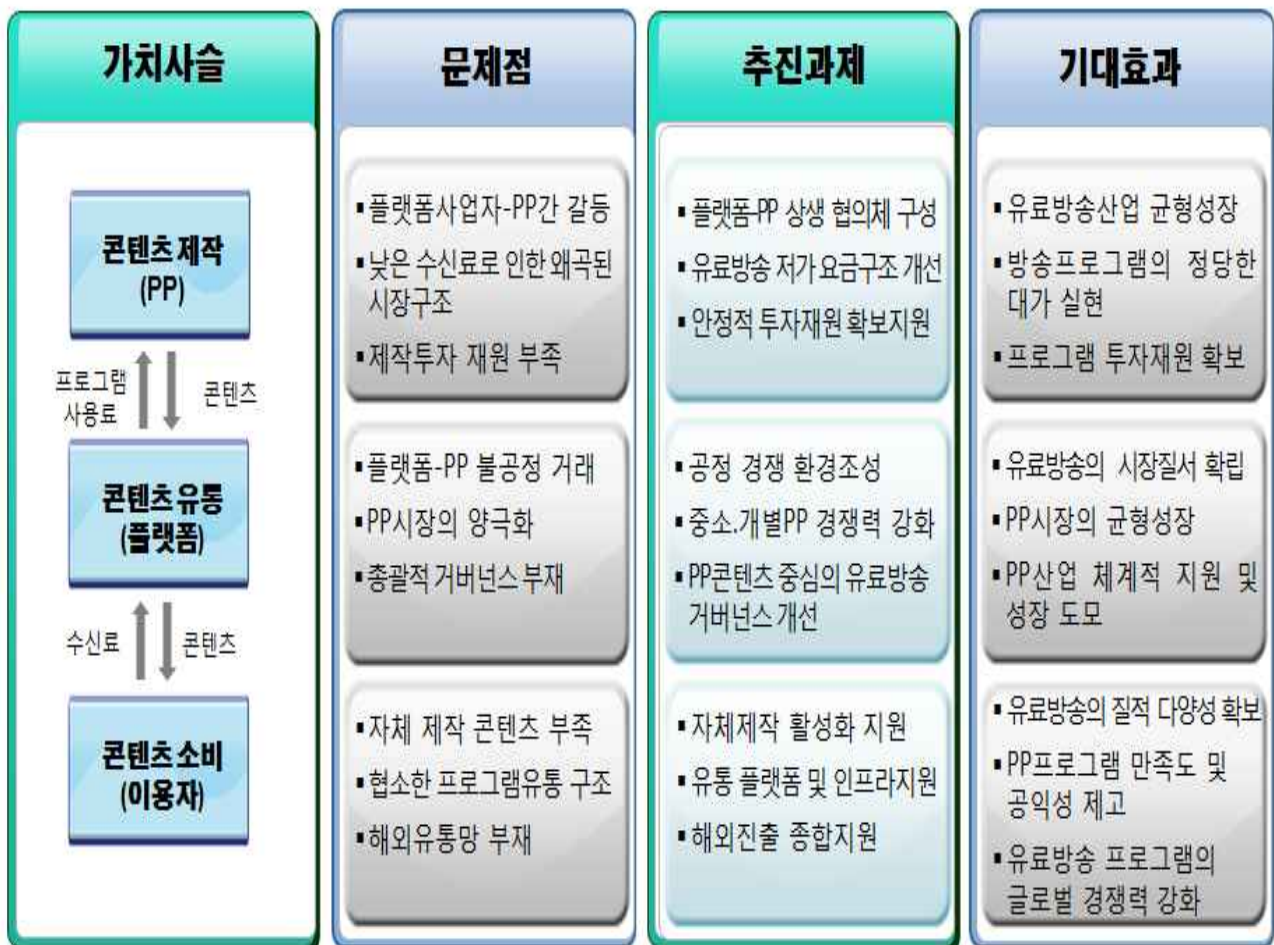 가치사슬
콘텐츠 제작
(PP)
프로그램
사용료
콘텐츠
콘텐츠 유통
(플랫폼)
수신료
콘텐츠
콘텐츠 소비
(이용자)
문제점
▪플랫폼사업자-PP간 갈등
▪낮은 수신료로 인한 왜곡된
시장구조
▪제작투자 재원 부족
▪플랫폼-PP 불공정 거래
▪PP시장의 양극화
▪총괄적 거버넌스 부재
▪자체 제작 콘텐츠 부족
▪협소한 프로그램유통 구조
▪해외유통망 부재
추진과제
▪플랫폼-PP 상생 협의체 구성
▪유료방송 저가 요금구조 개선
▪안정적 투자재원 확보지원
▪공정 경쟁 환경조성
▪중소.개별PP 경쟁력 강화
▪PP콘텐츠 중심의 유료방송
거버넌스 개선
▪자체제작 활성화 지원
▪유통 플랫폼 및 인프라지원
▪해외진출 종합지원
기대효과
▪유료방송산업 균형성장
▪방송프로그램의 정당한
대가 실현
▪프로그램 투자재원 확보
▪유료방송의 시장질서 확립
▪PP시장의 균형성장
▪PP산업 체계적 지원 및
성장 도모
▪유료방송의 질적 다양성 확보
▪PP프로그램 만족도 및
공익성 제고
▪유료방송 프로그램의
글로벌 경쟁력 강화